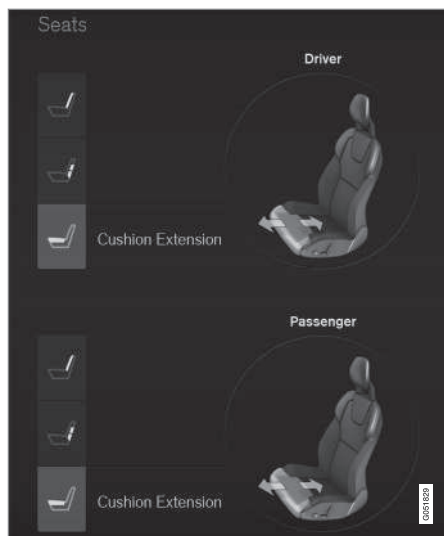 Seats
Driver
Cushion Extension
Passenger
Cushion Extension
G051829